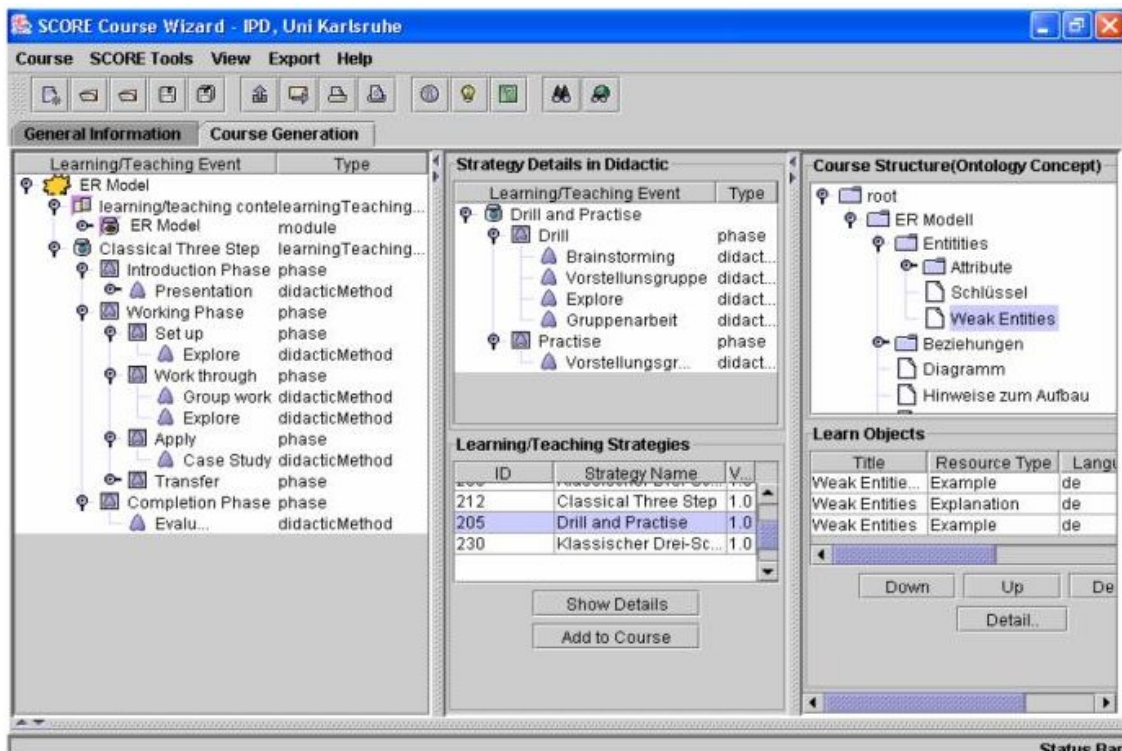 SCORE Course Wizard - IPD, Uni Karlsruhe
Course SCORE Tools View Export Help
General Information Course Generation
Learning/Teaching Event Type
ER Model
learning/teaching conte learningTeaching...
ER Model module
Classical Three Step learningTeaching...
Introduction Phase phase
Presentation didacticMethod
Working Phase phase
Set up phase
Explore didacticMethod
Work through phase
Group work didacticMethod
Explore didacticMethod
Apply phase
Case Study didacticMethod
Transfer phase
Completion Phase phase
Evalu... didacticMethod
Strategy Details in Didactic
Learning/Teaching Event Type
Drill and Practise
Drill phase
Brainstorming didact...
Vorstellunsgruppe didact...
Explore didact...
Gruppenarbeit didact...
Practise phase
Vorstellungsgr... didact...
Learning/Teaching Strategies
ID Strategy Name V...
212 Classical Three Step 1.0
205 Drill and Practise 1.0
230 Klassischer Drei-Sc... 1.0
Show Details
Add to Course
Course Structure(Ontology Concept)
root
ER Modell
Entitities
Attribute
Schlüssel
Weak Entities
Beziehungen
Diagramm
Hinweise zum Aufbau
Learn Objects
Title Resource Type Langu
Weak Entitie... Example de
Weak Entities Explanation de
Weak Entities Example de
Down Up De
Detail..
Status Bar